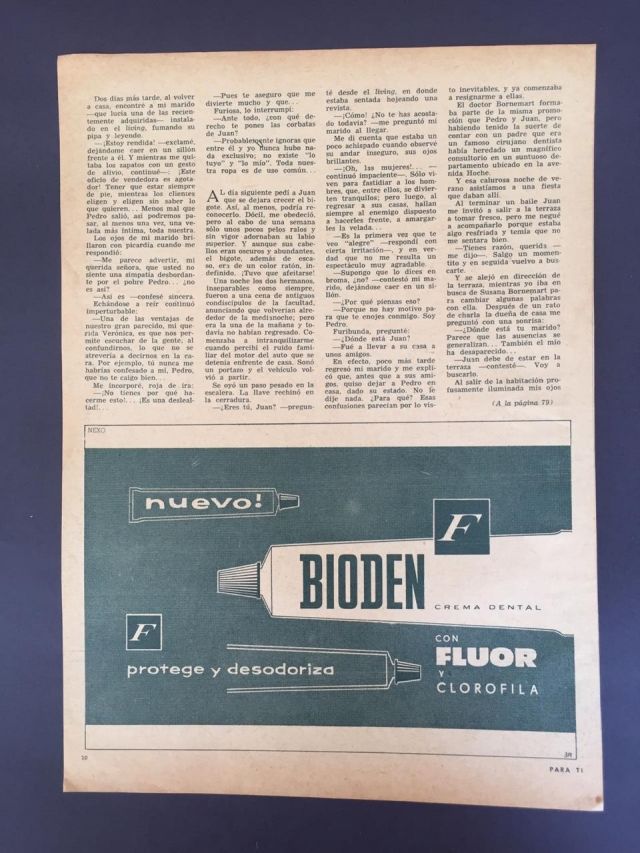 Dos días más tarde, al volver
a casa, encontré a mi marido
—que lucía una de las recien-
temente adquiridas— instala-
do en el living, fumando su
pipa y leyendo.
—¡Estoy rendida! —exclamé,
dejándome caer en un sillón
frente a él. Y mientras me qui-
taba los zapatos con un gesto
de alivio, continué—: ¡Este
oficio de vendedora es agota-
dor! Tener que estar siempre
de pie, mientras los clientes
eligen y eligen sin saber lo
que quieren... Menos mal que
Pedro salió, así podremos pa-
sar, al menos una vez, una ve-
lada más íntima, toda nuestra.
Los ojos de mi marido bri-
llaron con picardía cuando me
respondió:
—Me parece advertir, mi
querida señora, que usted no
siente una simpatía desbordan-
te por el pobre Pedro... ¿no
es así?
—Así es —confesé sincera.
Echándose a reír continuó
imperturbable:
—Una de las ventajas de
nuestro gran parecido, mi que-
rida Verónica, es que nos per-
mite escuchar de la gente, al
confundirnos, lo que no se
atrevería a decirnos en la ca-
ra. Por ejemplo, tú nunca me
habrías confesado a mí, Pedro,
que no te caigo bien...
Me incorporé, roja de ira:
—¡No tienes por qué ha-
cerme esto!... ¡Es una desleal-
tad!...
—Pues te aseguro que me
divierte mucho y que...
Furiosa, lo interrumpí:
—Ante todo, ¿con qué de-
recho te pones las corbatas
de Juan?
—Probablemente ignoras que
entre él y yo nunca hubo na-
da exclusivo; no existe "lo
tuyo" y "lo mío". Toda nues-
tra ropa es de uso común...
AL día siguiente pedí a Juan
que se dejara crecer el bi-
gote. Así, al menos, podría re-
conocerlo. Dócil, me obedeció,
pero al cabo de una semana
sólo unos pocos pelos ralos y
sin vigor adornaban su labio
superior. Y aunque sus cabe-
llos eran oscuros y abundantes,
el bigote, además de esca-
so, era de un color ratón, in-
definido. ¡Tuvo que afeitarse!
Una noche los dos hermanos,
inseparables como siempre,
fueron a una cena de antiguos
condiscípulos de la facultad,
anunciando que volverían alre-
dedor de la medianoche; pero
era la una de la mañana y to-
davía no habían regresado. Co-
menzaba a intranquilizarme
cuando percibí el ruido fami-
liar del motor del auto que se
detenía enfrente de casa. Sonó
un portazo y el vehículo vol-
vió a partir.
Se oyó un paso pesado en la
escalera. La llave rechinó en
la cerradura.
—¿Eres tú, Juan? —pregun-
té desde el living, en donde
estaba sentada hojeando una
revista.
—¡Cómo! ¿No te has acosta-
do todavía? —me preguntó mi
marido al llegar.
Me di cuenta que estaba un
poco achispado cuando observé
su andar inseguro, sus ojos
brillantes.
—¡Oh, las mujeres!... —
continuó impaciente—. Sólo vi-
ven para fastidiar a los hom-
bres, que, entre ellos, se divier-
ten tranquilos; pero luego, al
regresar a sus casas, hallan
siempre al enemigo dispuesto
a hacerles frente, a amargar-
les la velada...
—Es la primera vez que te
veo "alegre" —respondí con
cierta irritación—, y en ver-
dad que no me resulta un
espectáculo muy agradable.
—Supongo que lo dices en
broma, ¿no? —contestó mi ma-
rido, dejándose caer en un si-
llón.
—¿Por qué piensas eso?
—Porque no hay motivo pa-
ra que te enojes conmigo. Soy
Pedro.
Furibunda, pregunté:
—¿Dónde está Juan?
—Fué a llevar a su casa a
unos amigos.
En efecto, poco más tarde
regresó mi marido y me expli-
có que, antes que a sus ami-
gos, quiso dejar a Pedro en
casa, dado su estado. No le
dije nada. ¿Para qué? Esas
confusiones parecían por lo vis-
to inevitables, y ya comenzaba
a resignarme a ellas.
El doctor Bornemart forma-
ba parte de la misma promo-
ción que Pedro y Juan, pero
habiendo tenido la suerte de
contar con un padre que era
un famoso cirujano dentista
había heredado un magnífico
consultorio en un suntuoso de-
partamento ubicado en la ave-
nida Hoche.
Y esa calurosa noche de ve-
rano asistíamos a una fiesta
que daban allí.
Al terminar un baile Juan
me invitó a salir a la terraza
a tomar fresco, pero me negué
a acompañarlo porque estaba
algo resfriada y temía que no
me sentara bien.
—Tienes razón, querida —
me dijo—. Salgo un momen-
tito y en seguida vuelvo a bus-
carte.
Y se alejó en dirección de
la terraza, mientras yo iba en
busca de Susana Bornemart pa-
ra cambiar algunas palabras
con ella. Después de un rato
de charla la dueña de casa me
preguntó con una sonrisa:
—¿Dónde está tu marido?
Parece que las ausencias se
generalizan... También el mío
ha desaparecido...
—Juan debe de estar en la
terraza —contesté—. Voy a
buscarlo.
Al salir de la habitación pro-
fusamente iluminada mis ojos
(A la página 79)
NEXO
nuevo!
F
BIODEN
CREMA DENTAL
F
protege y desodoriza
CON
FLUOR
Y
CLOROFILA
10
PARA TI